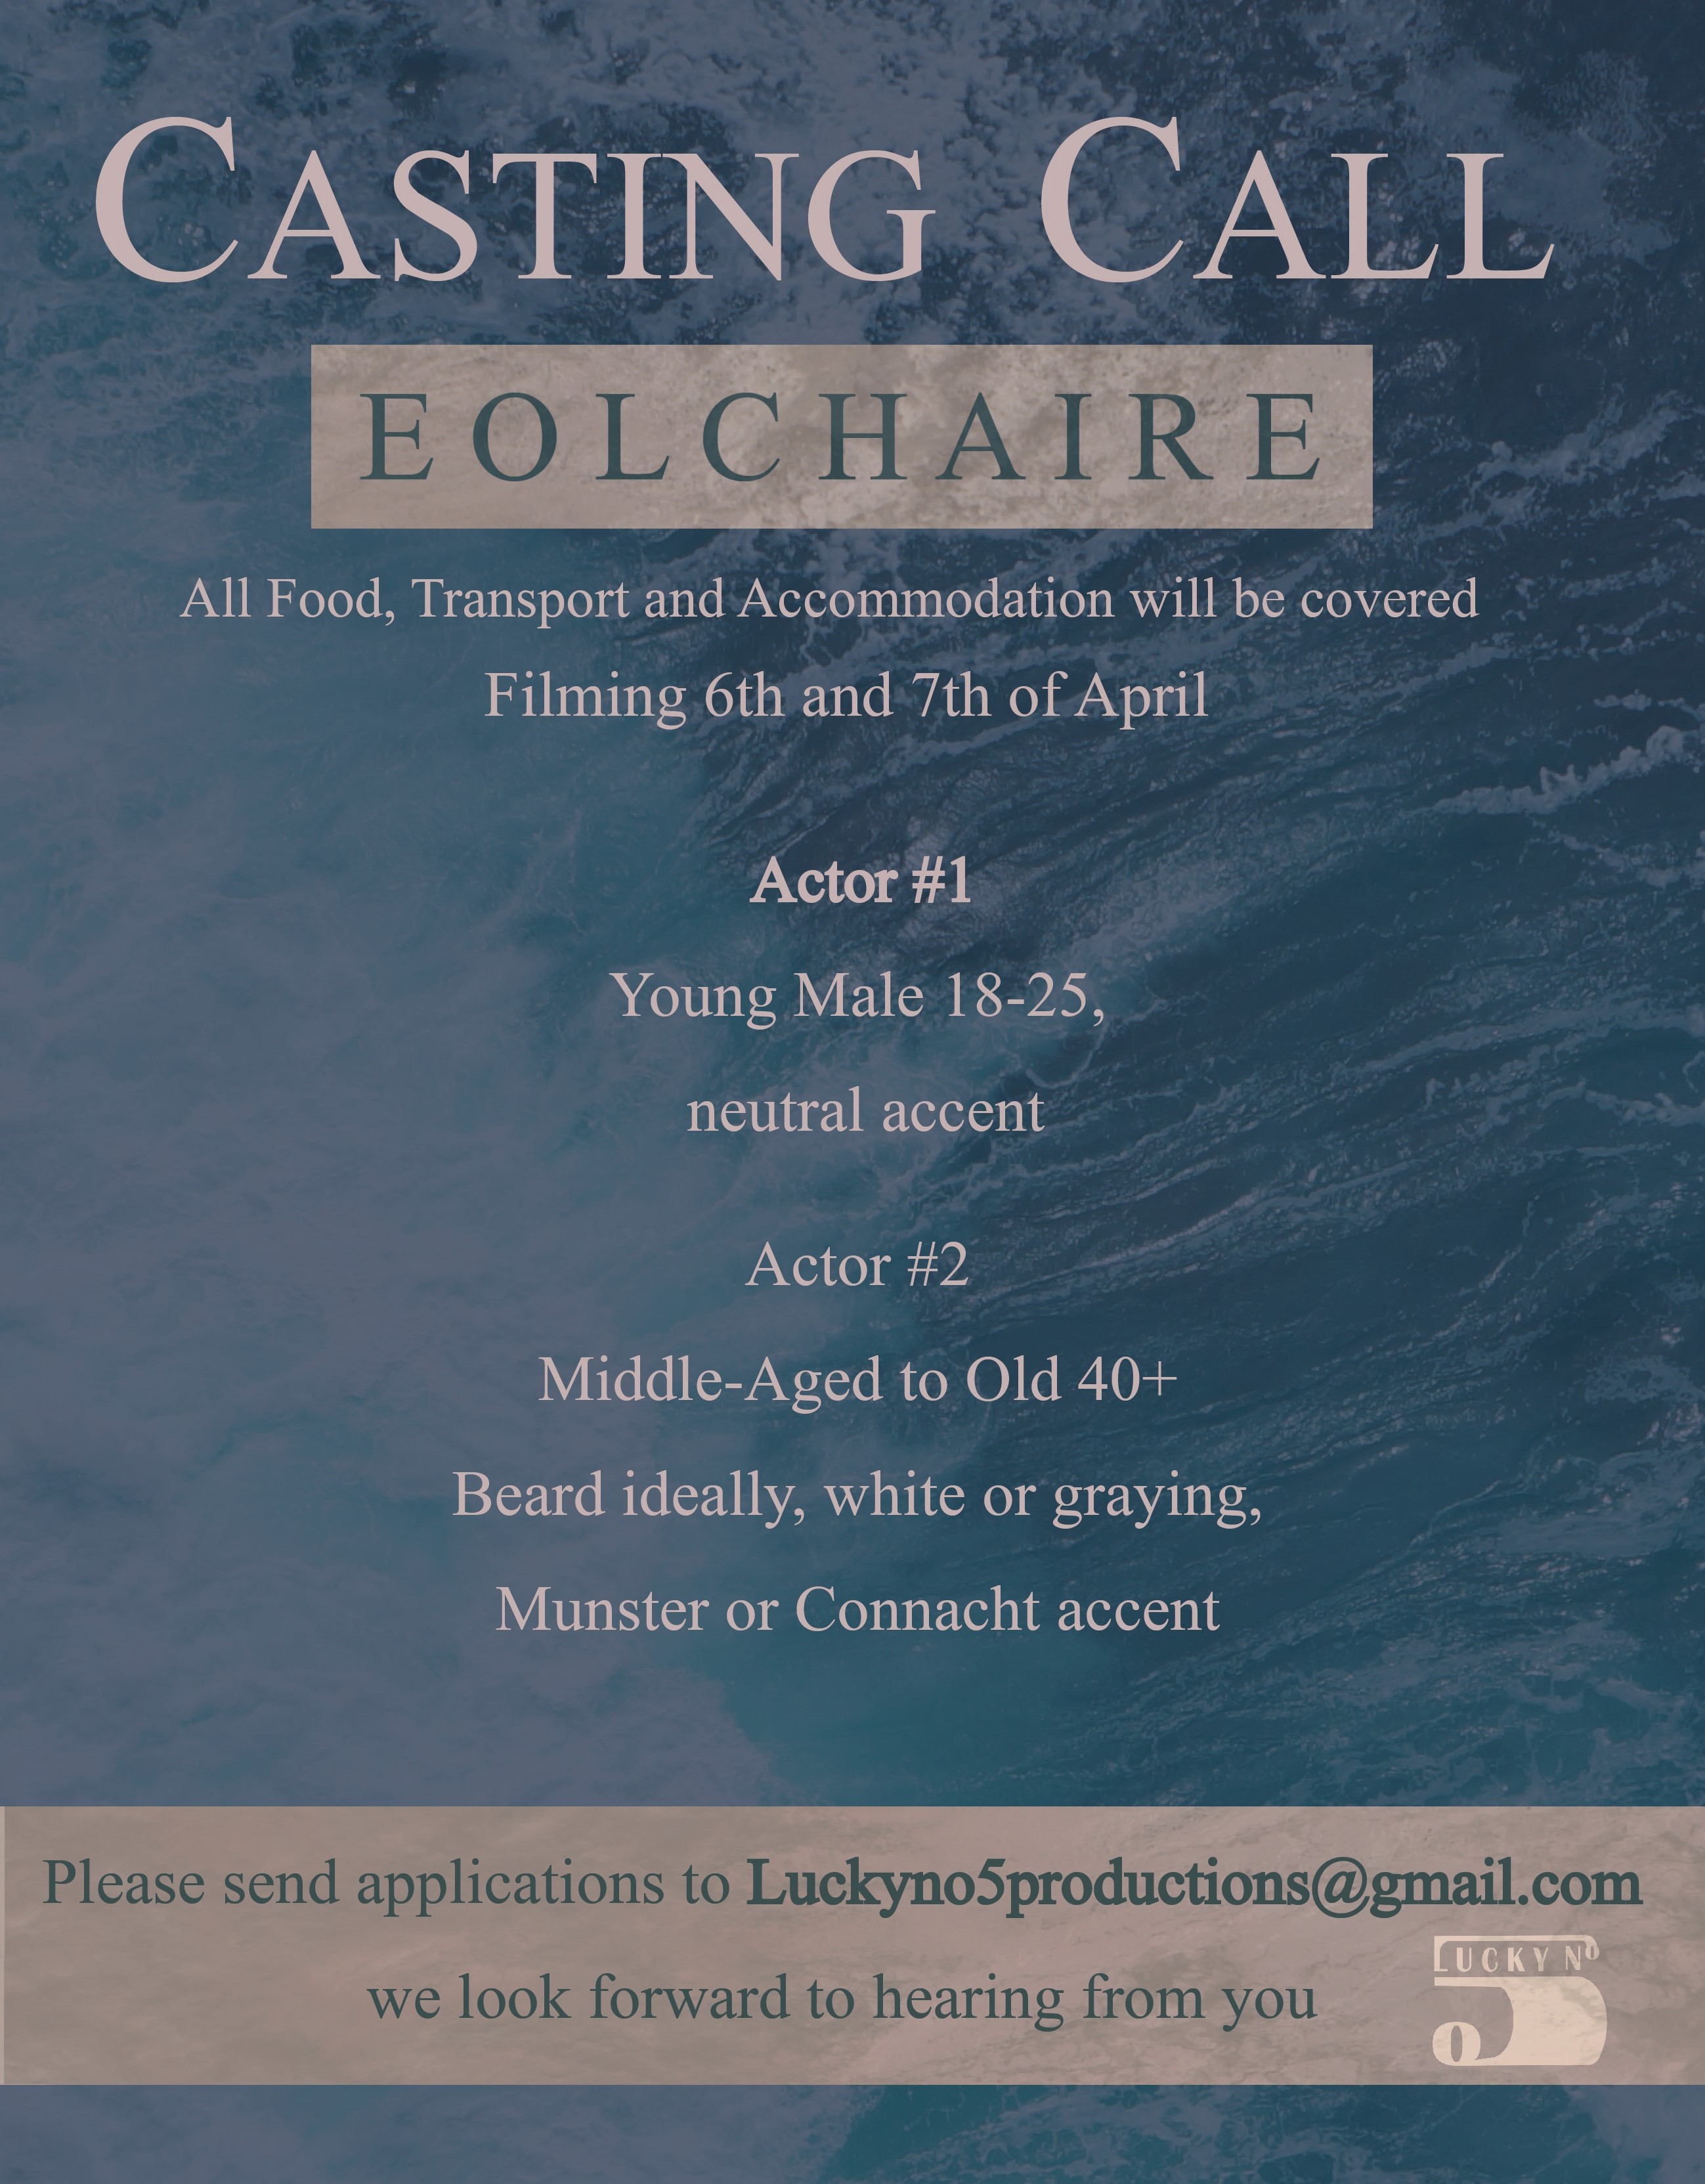 CASTING CALL
EOLCHAIRE
All Food, Transport and Accommodation will be covered
Filming 6th and 7th of April
Actor #1
Young Male 18-25,
neutral accent
Actor #2
Middle-Aged to Old 40+
Beard ideally, white or graying,
Munster or Connacht accent
Please send applications to Luckyno5productions@gmail.com
we look forward to hearing from you
LUCKY No
5